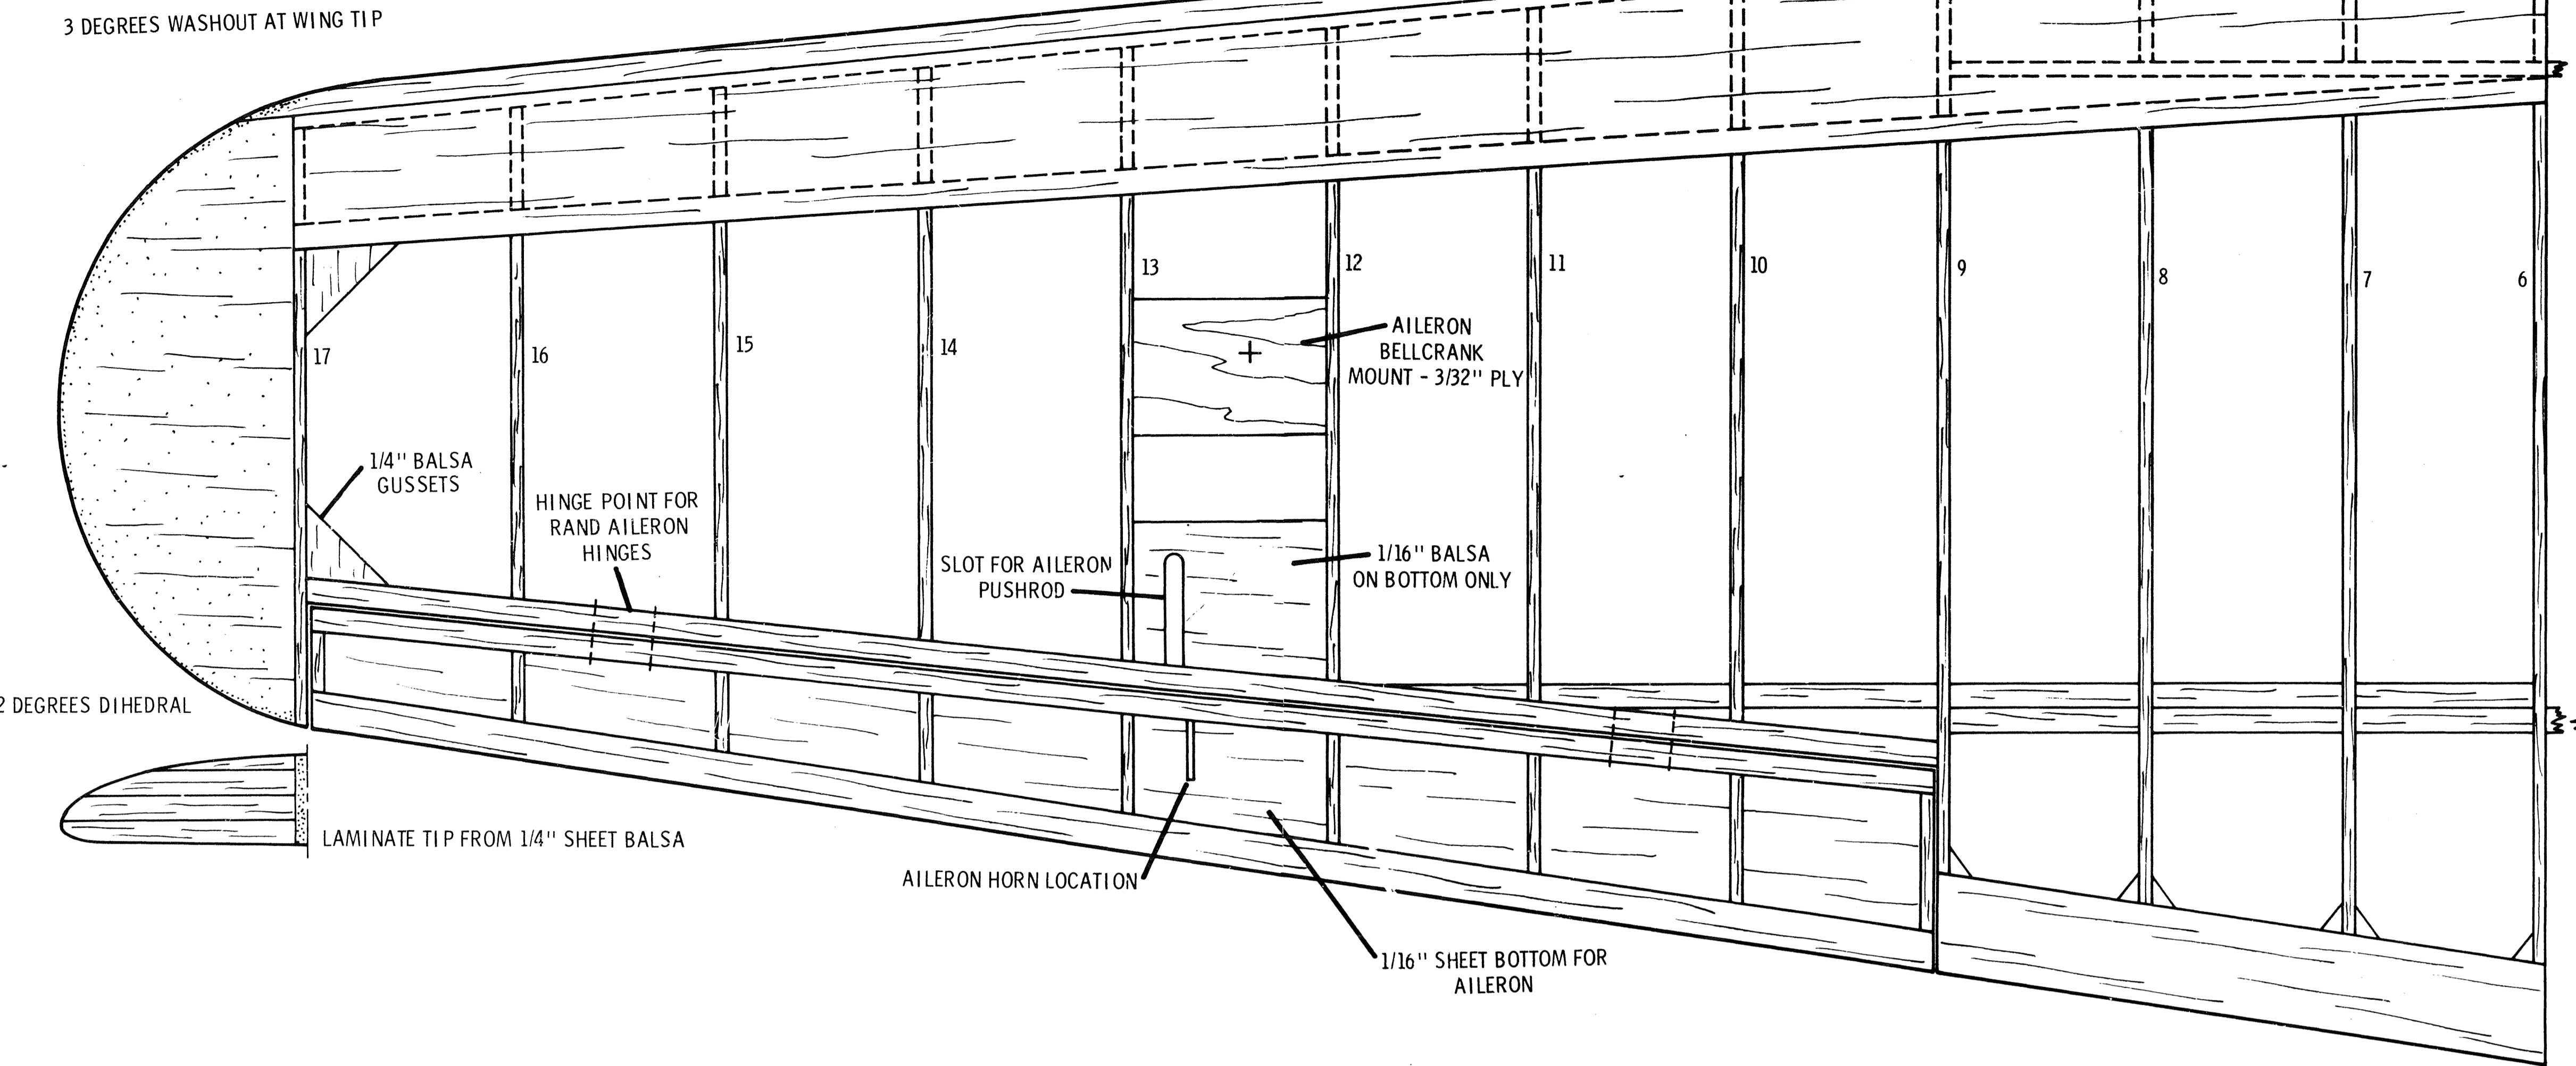 3 DEGREES WASHOUT AT WING TIP
13
12
11
10
9
8
7
6
17
16
15
14
AILERON
BELLCRANK
MOUNT - 3/32" PLY
1/4" BALSA
GUSSETS
HINGE POINT FOR
RAND AILERON
HINGES
SLOT FOR AILERON
PUSHROD
1/16" BALSA
ON BOTTOM ONLY
2 DEGREES DIHEDRAL
LAMINATE TIP FROM 1/4" SHEET BALSA
AILERON HORN LOCATION
1/16" SHEET BOTTOM FOR
AILERON